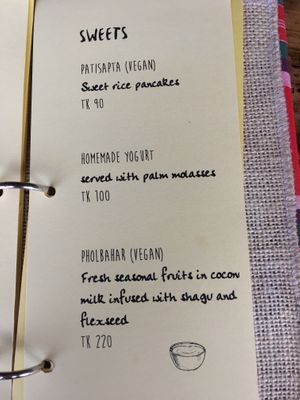 SWEETS
PATISAPTA (VEGAN)
Sweet rice pancakes
TK 90
HOMEMADE YOGURT
served with palm molasses
TK 100
PHOLBAHAR (VEGAN)
Fresh seasonal fruits in cocon
milk infused with shagu and
flexseed
TK 220